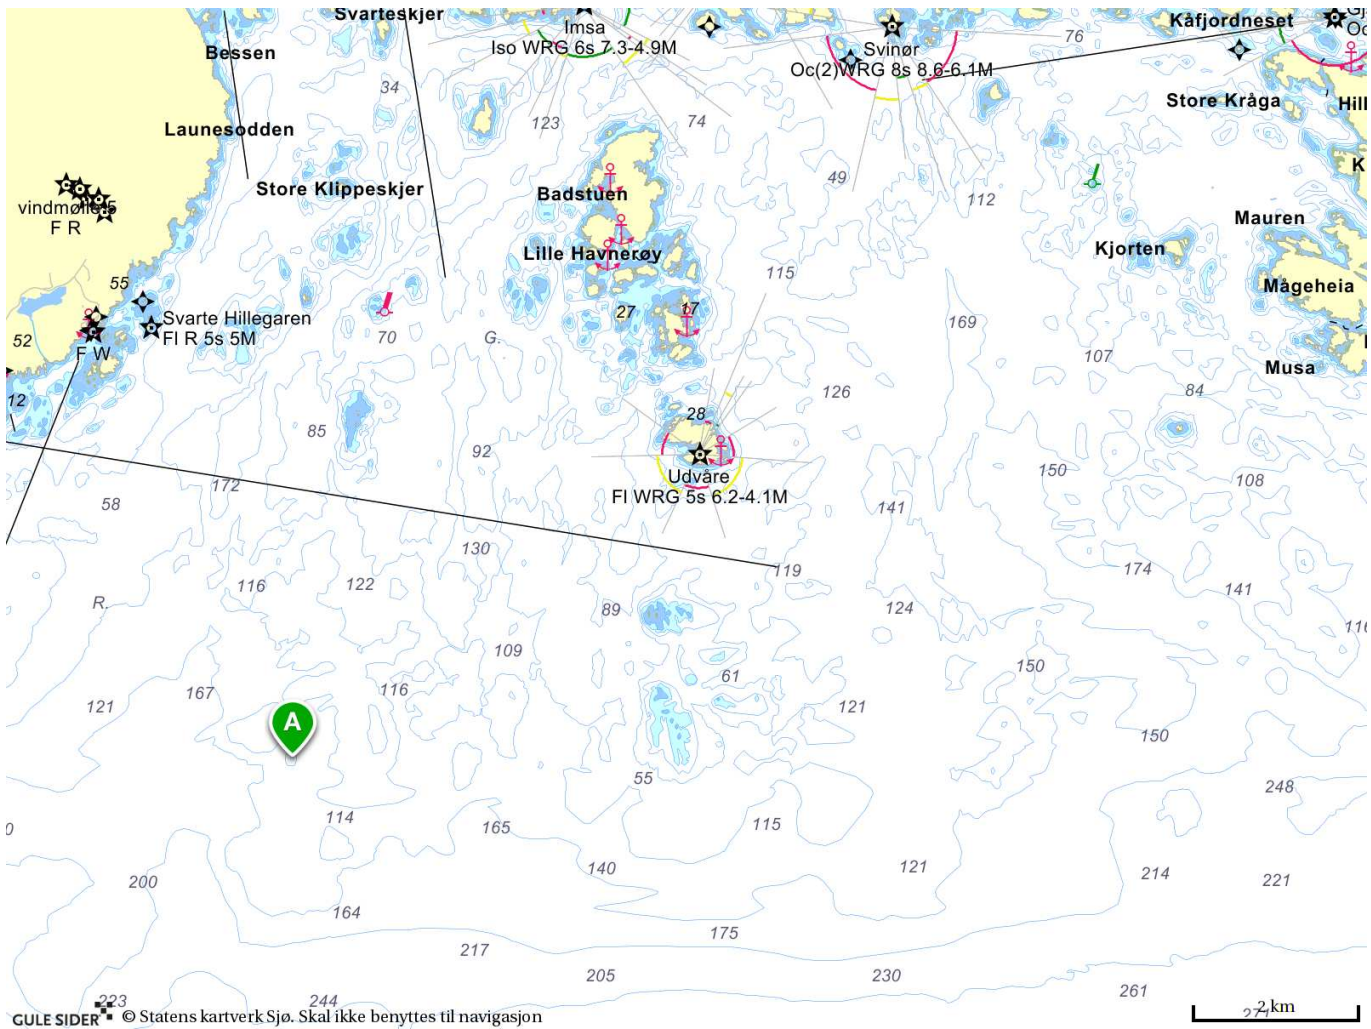 Svarteskjer
Imsa
Iso WRG 6s 7.3-4.9M
Svinør
Oc(2)WRG 8s 8.6-6.1M
76
Kåfjordneset
Bessen
34
Store Kråga
Launesodden
123
74
49
Store Klippeskjer
Badstuen
112
vindmølle5
F R
Mauren
Lille Havnerøy
Kjorten
55
115
Mågeheia
Svarte Hillegaren
Fl R 5s 5M
27
17
169
52
F W
70
G.
107
Musa
12
126
84
28
85
92
150
108
Udvåre
Fl WRG 5s 6.2-4.1M
172
58
141
130
119
174
116
122
141
R.
89
124
116
109
150
61
167
116
121
121
150
A
55
248
114
165
115
140
121
200
214
221
164
175
217
205
230
223
244
261
2 km
271
GULE SIDER
© Statens kartverk Sjø. Skal ikke benyttes til navigasjon